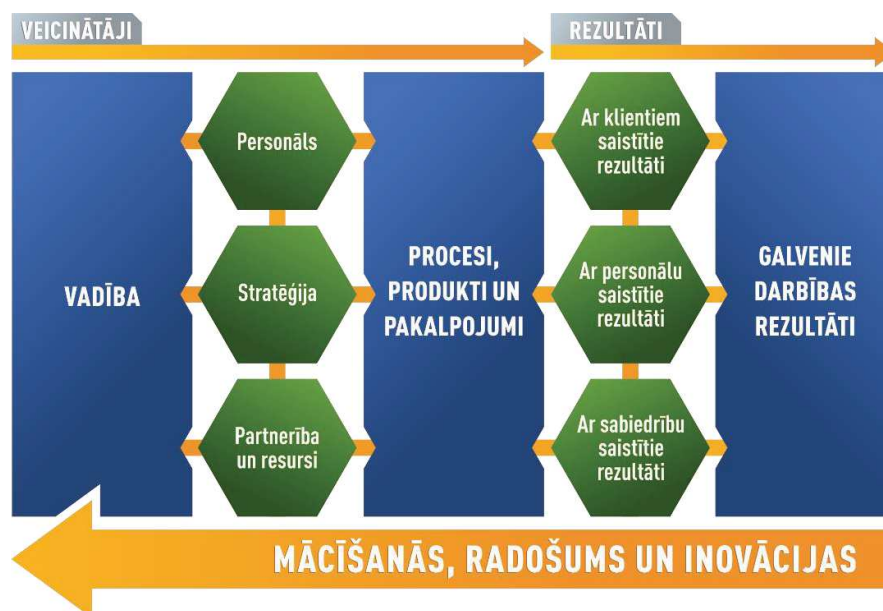 VEICINĀTĀJI
REZULTĀTI
VADĪBA
Personāls
Stratēģija
Partnerība
un resursi
PROCESI,
PRODUKTI UN
PAKALPOJUMI
Ar klientiem
saistītie
rezultāti
Ar personālu
saistītie
rezultāti
Ar sabiedrību
saistītie
rezultāti
GALVENIE
DARBĪBAS
REZULTĀTI
MĀCĪŠANĀS, RADOŠUMS UN INOVĀCIJAS